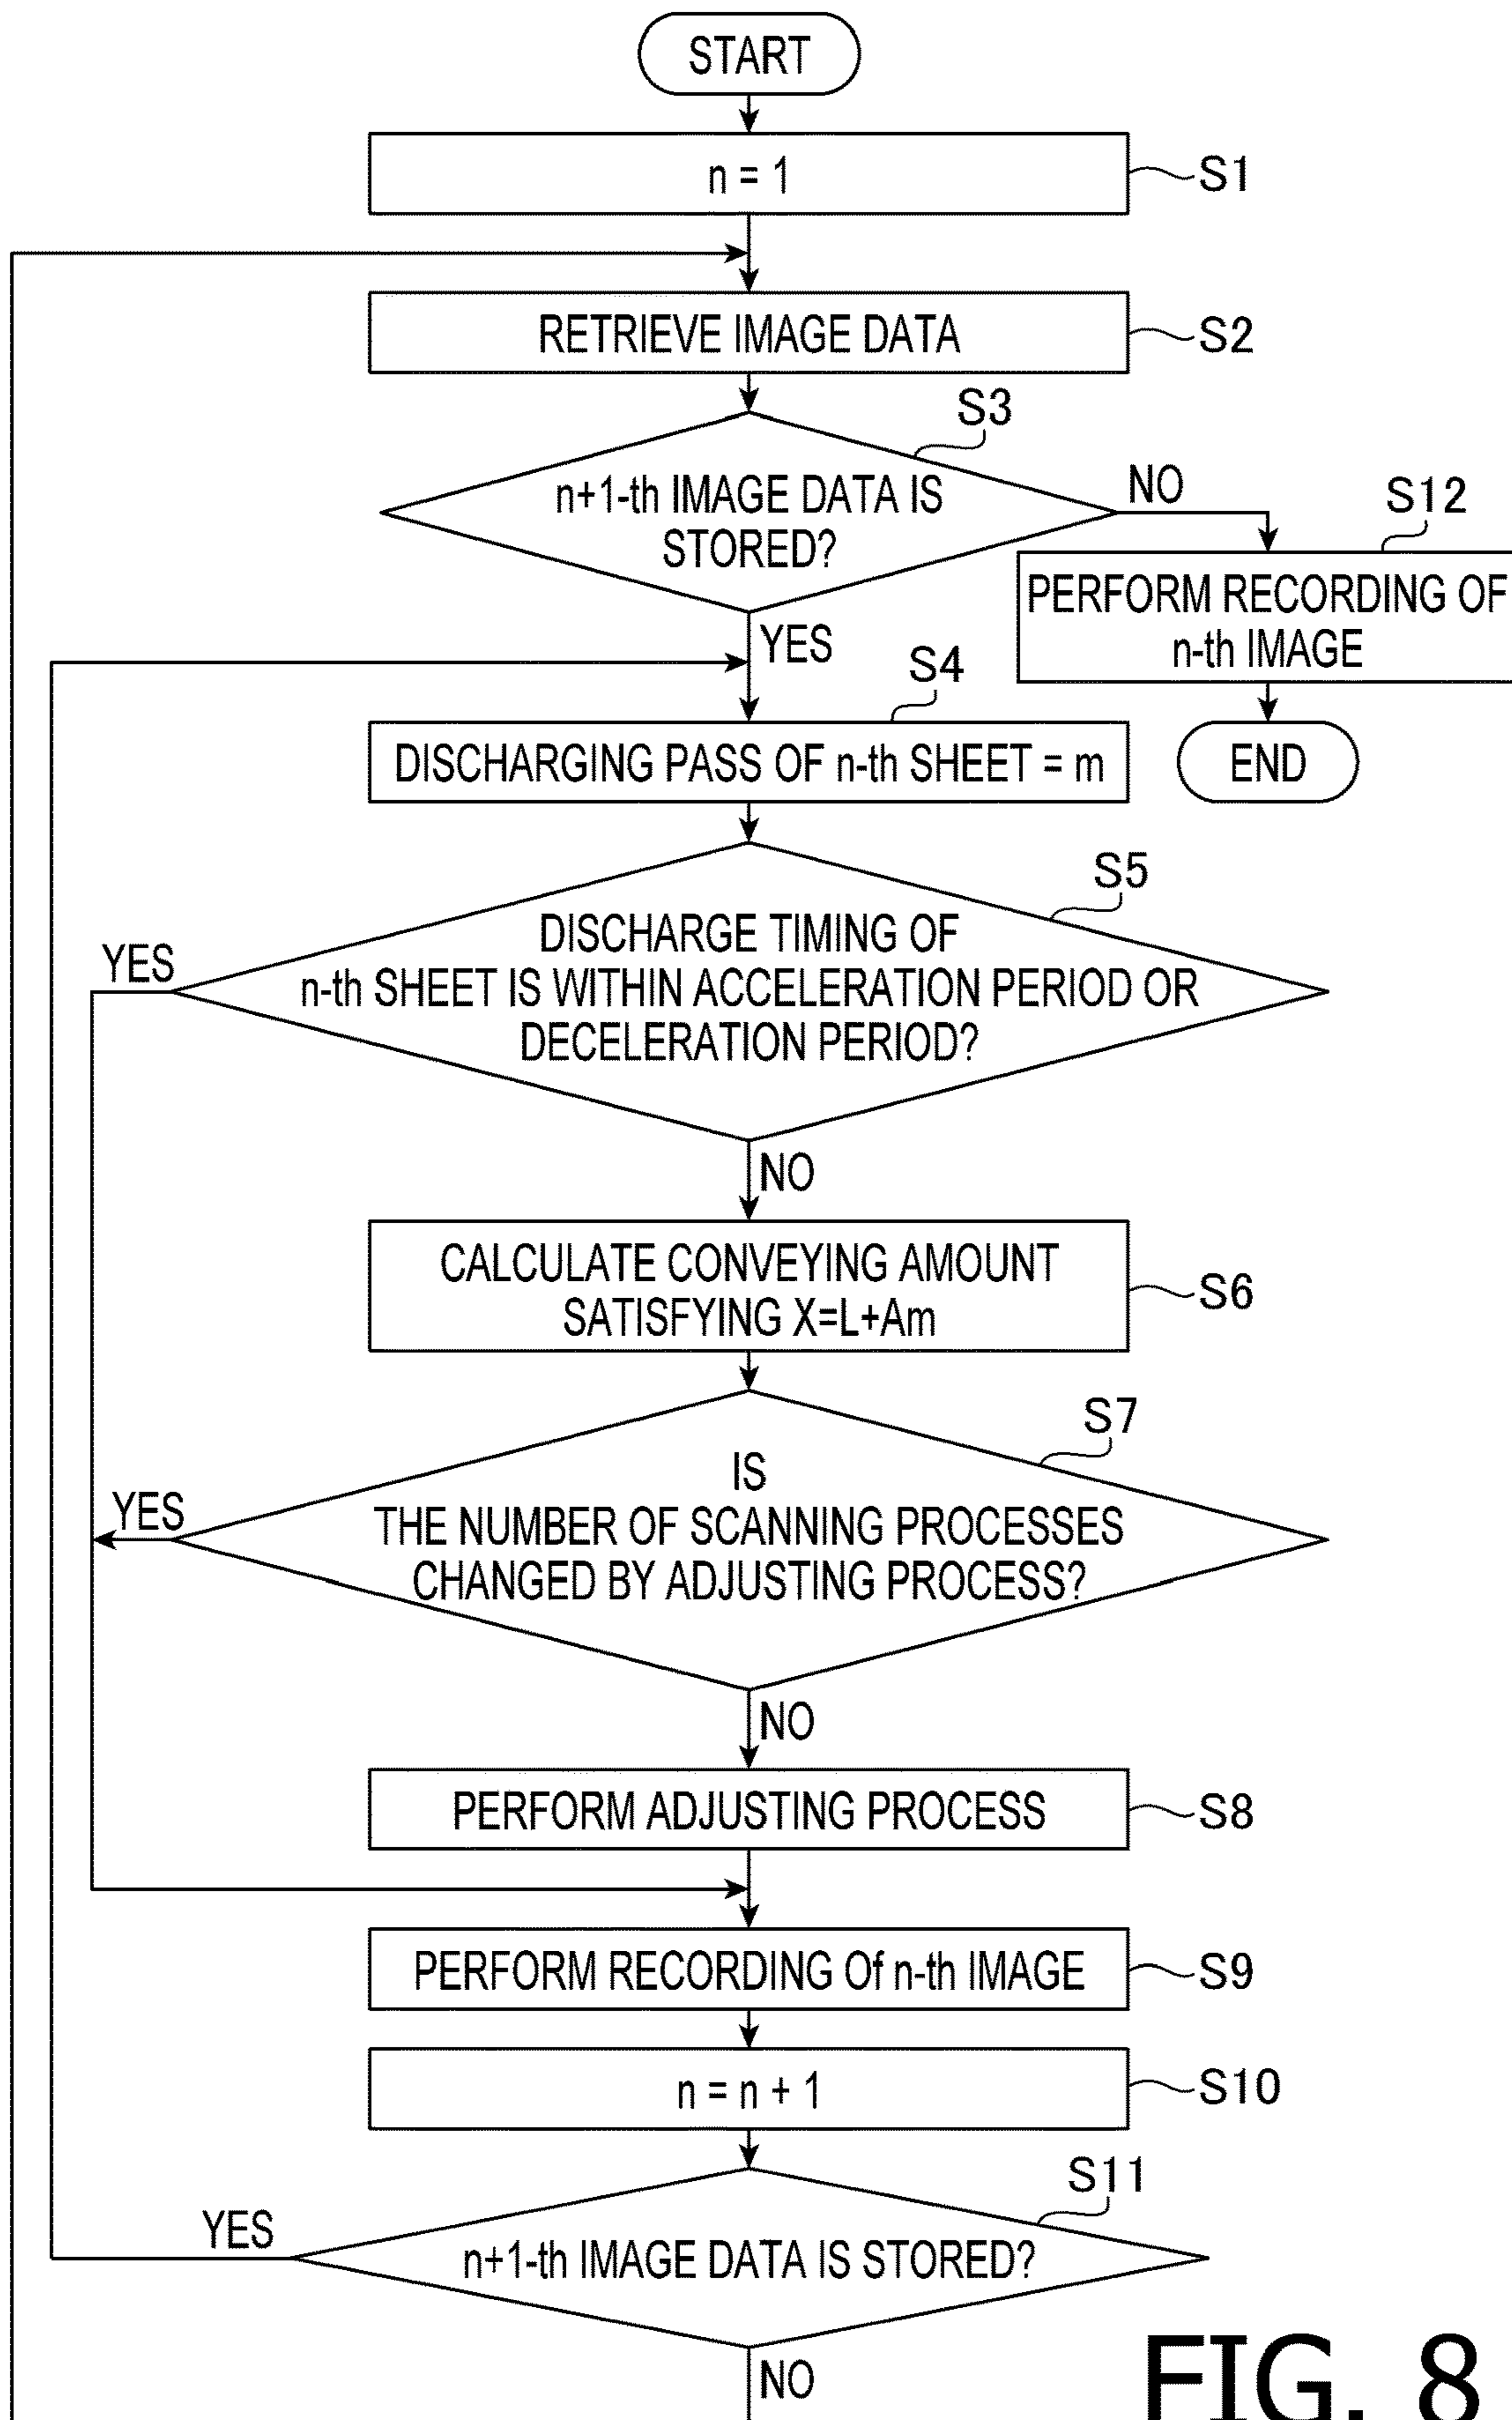 START
n = 1
S1
RETRIEVE IMAGE DATA
S2
S3
n+1-th IMAGE DATA IS
STORED?
NO
S12
PERFORM RECORDING OF
n-th IMAGE
END
YES
S4
DISCHARGING PASS OF n-th SHEET = m
S5
DISCHARGE TIMING OF
n-th SHEET IS WITHIN ACCELERATION PERIOD OR
DECELERATION PERIOD?
YES
NO
CALCULATE CONVEYING AMOUNT
SATISFYING X=L+Am
S6
S7
IS
THE NUMBER OF SCANNING PROCESSES
CHANGED BY ADJUSTING PROCESS?
YES
NO
PERFORM ADJUSTING PROCESS
S8
PERFORM RECORDING Of n-th IMAGE
S9
n = n + 1
S10
S11
YES
n+1-th IMAGE DATA IS STORED?
NO
FIG. 8